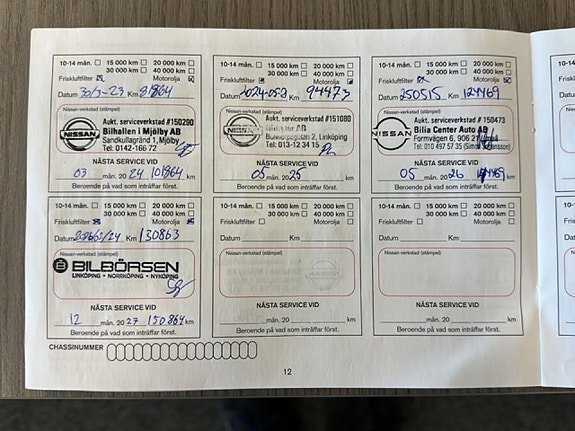 10-14 mån. 15 000 km 20 000 km
30 000 km 40 000 km
Friskluftfilter Motorolja
Datum 30/3-23 Km 81864
Nissan-verkstad (stämpel)
Aukt. serviceverkstad #150290
NISSAN Bilhallen i Mjölby AB
Sandkullagränd 1, Mjölby
Tel: 0142-166 72
NÄSTA SERVICE VID
03 mån. 20 24 101864 km
Beroende på vad som inträffar först.
10-14 mån. 15 000 km 20 000 km
30 000 km 40 000 km
Friskluftfilter Motorolja
Datum Km 94473
Nissan-verkstad (stämpel)
Aukt. serviceverkstad #151080
NISSAN
Linköping
Tel: 013-12 34 15
NÄSTA SERVICE VID
05 mån. 20 25 km
Beroende på vad som inträffar först.
10-14 mån. 15 000 km 20 000 km
30 000 km 40 000 km
Friskluftfilter Motorolja
Datum 250515 Km
Nissan-verkstad (stämpel)
Aukt. serviceverkstad #150473
NISSAN Bilia Center Auto AB
Formvägen 6, 906 21
Tel: 010 497 57 35
NÄSTA SERVICE VID
05 mån. 20 26 km
Beroende på vad som inträffar först.
10-14 mån. 15 000 km 20 000 km
30 000 km 40 000 km
Friskluftfilter Motorolja
Datum Km 130863
Nissan-verkstad (stämpel)
BILBÖRSEN
LINKÖPING • NORRKÖPING • NYKÖPING
NÄSTA SERVICE VID
12 mån. 20 27 150864 km
Beroende på vad som inträffar först.
10-14 mån. 15 000 km 20 000 km
30 000 km 40 000 km
Friskluftfilter Motorolja
Datum Km
Nissan-verkstad (stämpel)
NÄSTA SERVICE VID
mån. 20 km
Beroende på vad som inträffar först.
10-14 mån. 15 000 km 20 000 km
30 000 km 40 000 km
Friskluftfilter Motorolja
Datum Km
Nissan-verkstad (stämpel)
NÄSTA SERVICE VID
mån. 20 km
Beroende på vad som inträffar först.
CHASSINUMMER
12